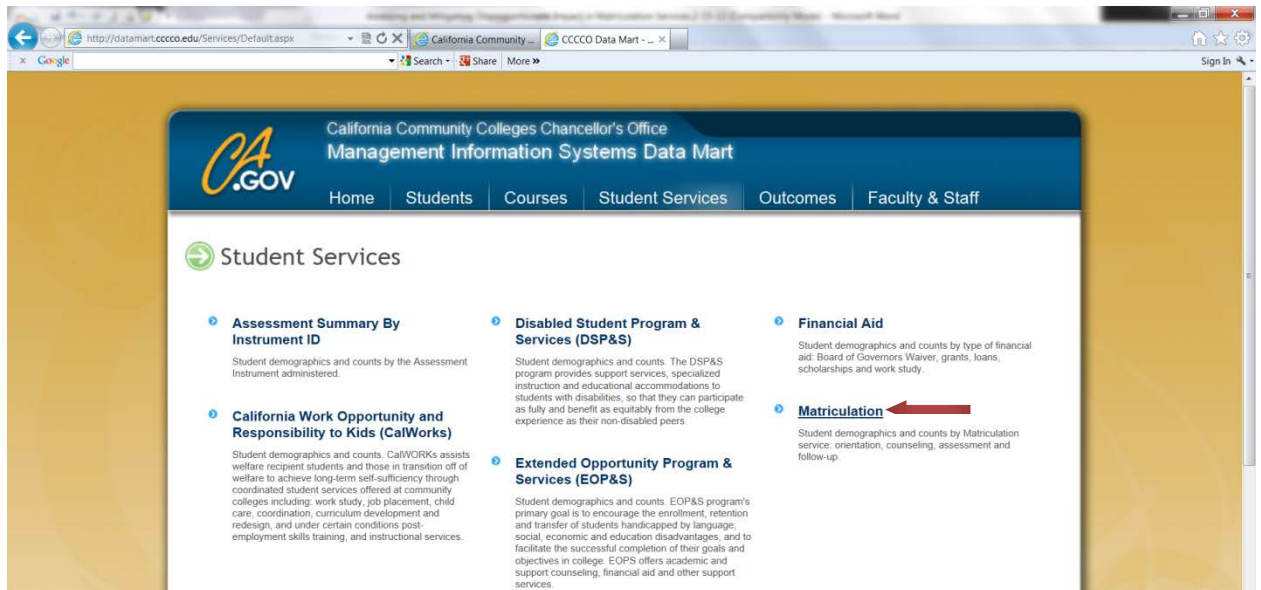 http://datamart.cccco.edu/Services/Default.aspx
California Community ...
CCCCO Data Mart - ...
x Google
Search
Share
More »
Sign In
CA
.GOV
California Community Colleges Chancellor's Office
Management Information Systems Data Mart
Home
Students
Courses
Student Services
Outcomes
Faculty & Staff
Student Services
Assessment Summary By
Instrument ID
Student demographics and counts by the Assessment
Instrument administered.
California Work Opportunity and
Responsibility to Kids (CalWorks)
Student demographics and counts. CalWORKs assists
welfare recipient students and those in transition off of
welfare to achieve long-term self-sufficiency through
coordinated student services offered at community
colleges including: work study, job placement, child
care, coordination, curriculum development and
redesign, and under certain conditions post-
employment skills training, and instructional services.
Disabled Student Program &
Services (DSP&S)
Student demographics and counts. The DSP&S
program provides support services, specialized
instruction and educational accommodations to
students with disabilities, so that they can participate
as fully and benefit as equitably from the college
experience as their non-disabled peers.
Extended Opportunity Program &
Services (EOP&S)
Student demographics and counts. EOP&S program's
primary goal is to encourage the enrollment, retention
and transfer of students handicapped by language,
social, economic and education disadvantages, and to
facilitate the successful completion of their goals and
objectives in college. EOPS offers academic and
support counseling, financial aid and other support
services.
Financial Aid
Student demographics and counts by type of financial
aid: Board of Governors Waiver, grants, loans,
scholarships and work study.
Matriculation
Student demographics and counts by Matriculation
service: orientation, counseling, assessment and
follow-up.